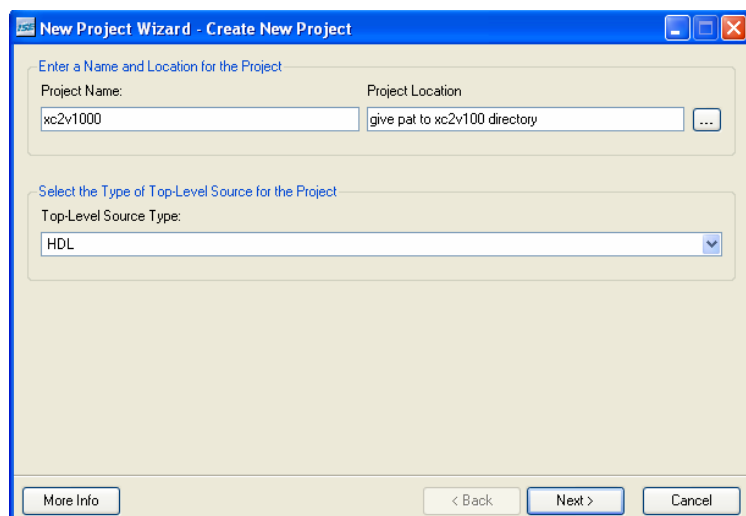 ISE New Project Wizard - Create New Project
Enter a Name and Location for the Project
Project Name: Project Location
xc2v1000 give pat to xc2v100 directory ...
Select the Type of Top-Level Source for the Project
Top-Level Source Type:
HDL
More Info < Back Next > Cancel